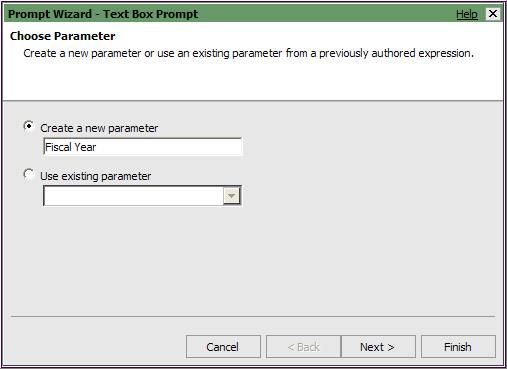 Prompt Wizard - Text Box Prompt Help
Choose Parameter
Create a new parameter or use an existing parameter from a previously authored expression.
Create a new parameter
Fiscal Year
Use existing parameter
Cancel < Back Next > Finish